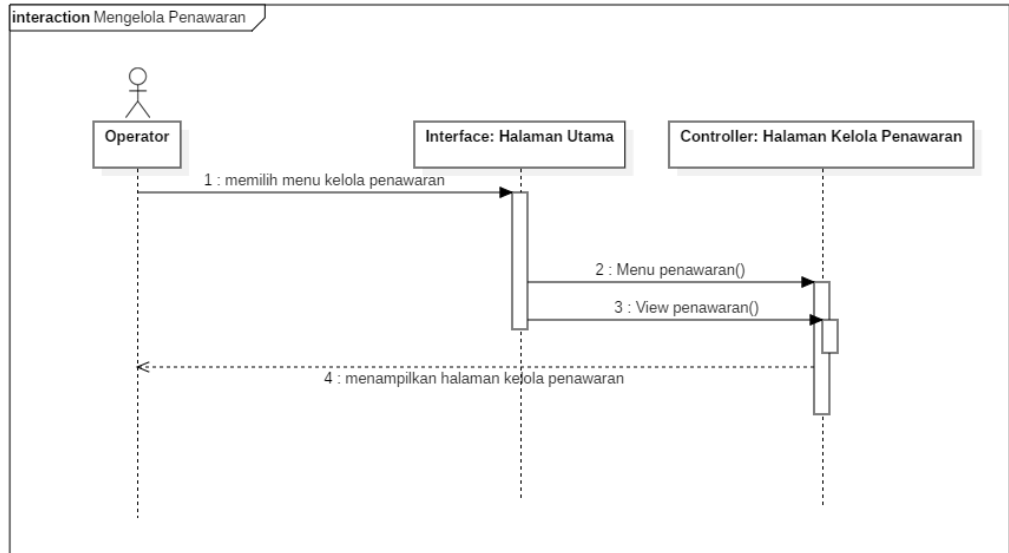 interaction Mengelola Penawaran
Operator
Interface: Halaman Utama
Controller: Halaman Kelola Penawaran
1 : memilih menu kelola penawaran
2 : Menu penawaran()
3 : View penawaran()
4 : menampilkan halaman kelola penawaran